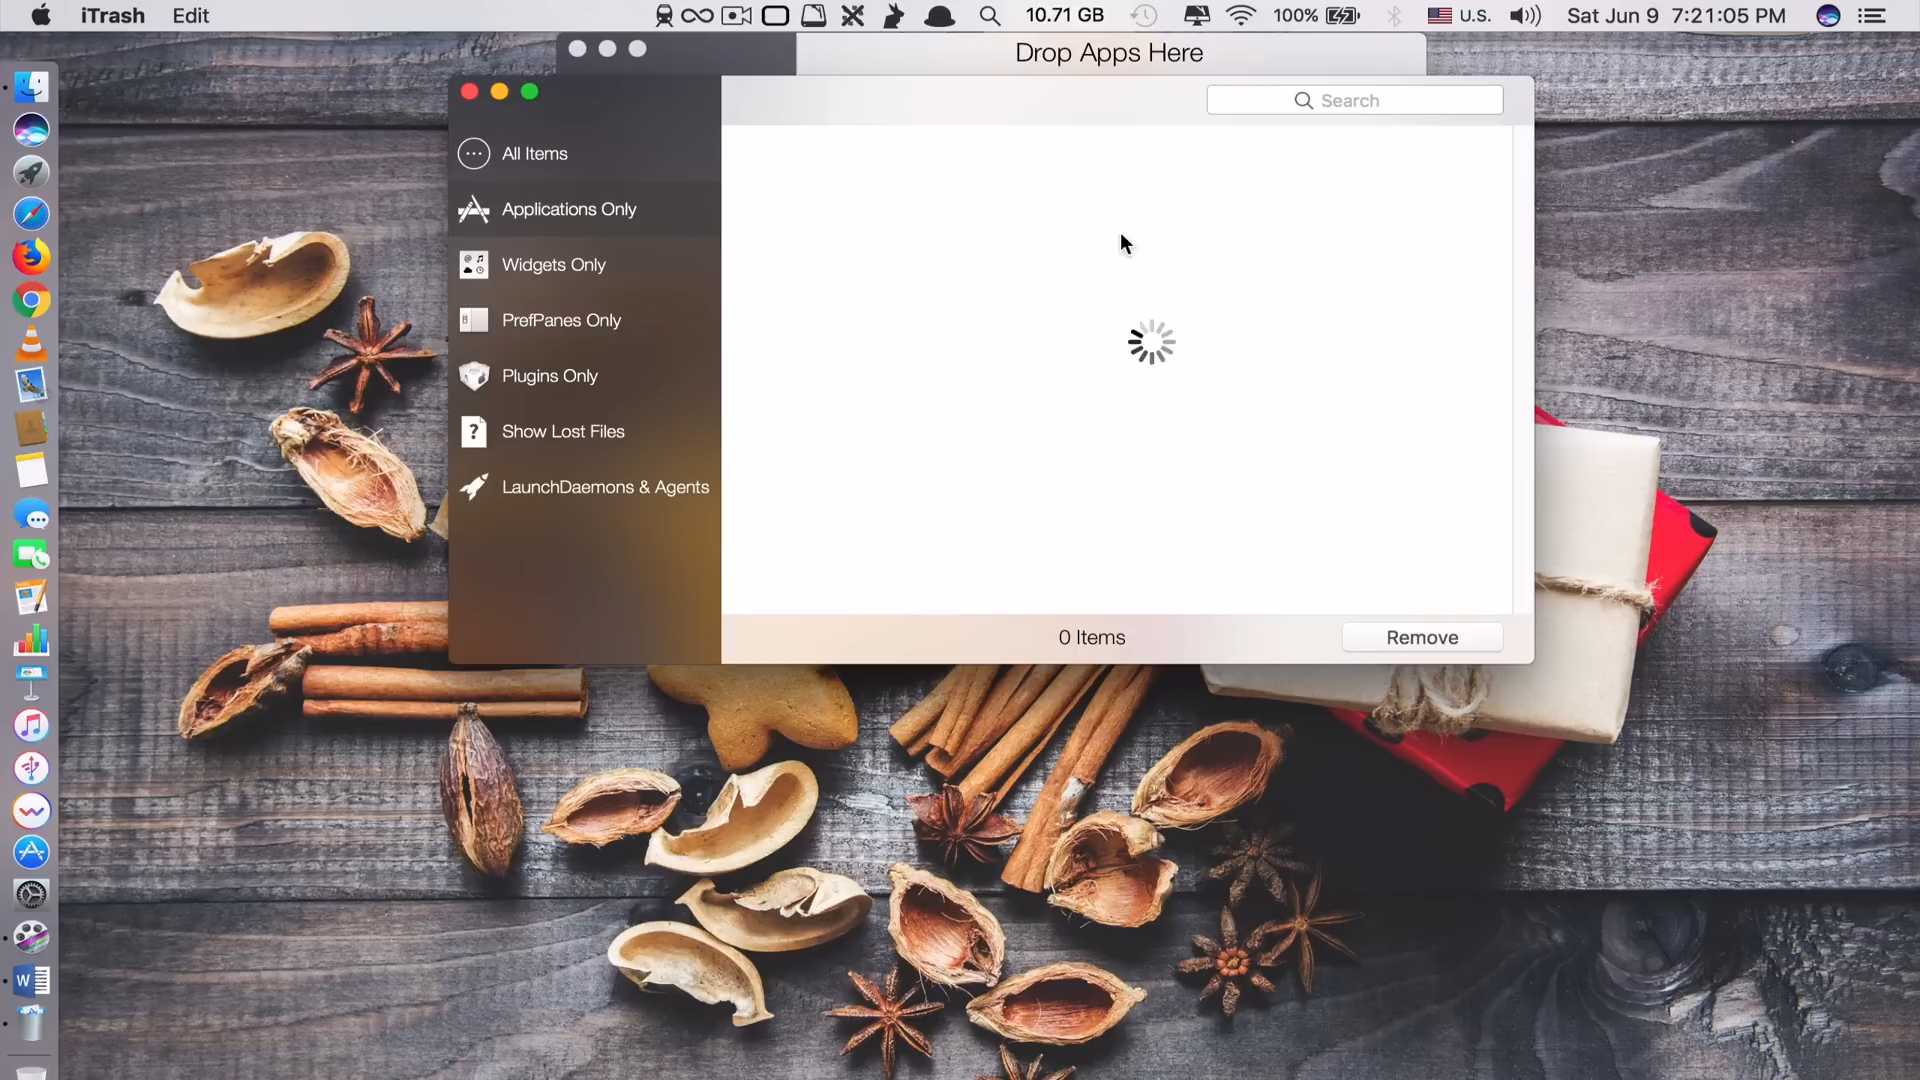 iTrash Edit 10.71 GB 100% U.S. Sat Jun 9 7:21:05 PM
Drop Apps Here
Search
All Items
Applications Only
Widgets Only
PrefPanes Only
Plugins Only
? Show Lost Files
LaunchDaemons & Agents
0 Items Remove
W